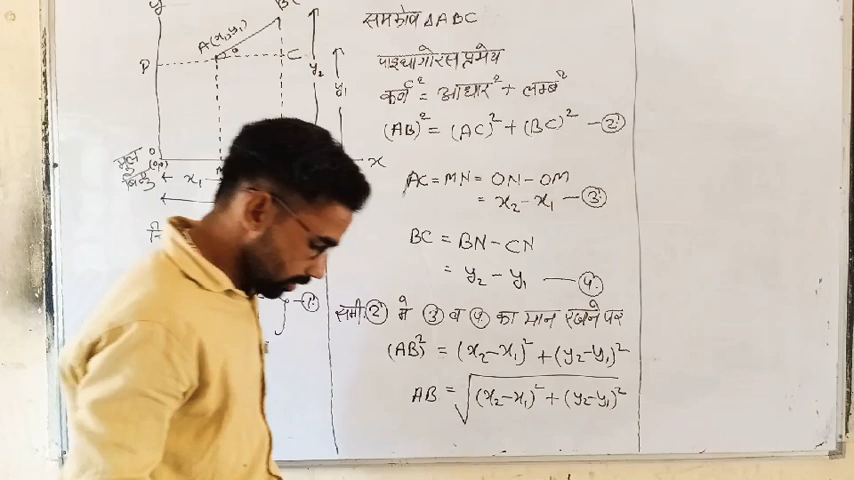 y
B
A(x₁,y₁)
θ
P
C
y₂
y₁
0
(0,0)
मूल
बिन्दु
x₁
x
①
समकोण ΔABC
पाइथागोरस प्रमेय
कर्ण² = आधार² + लम्ब²
(AB)² = (AC)² + (BC)² — ②
AC = MN = ON - OM
= x₂ - x₁ — ③
BC = BN - CN
= y₂ - y₁ — ④
समी. ② मे ③ व ④ का मान रखने पर
(AB)² = (x₂-x₁)² + (y₂-y₁)²
AB = √(x₂-x₁)² + (y₂-y₁)²